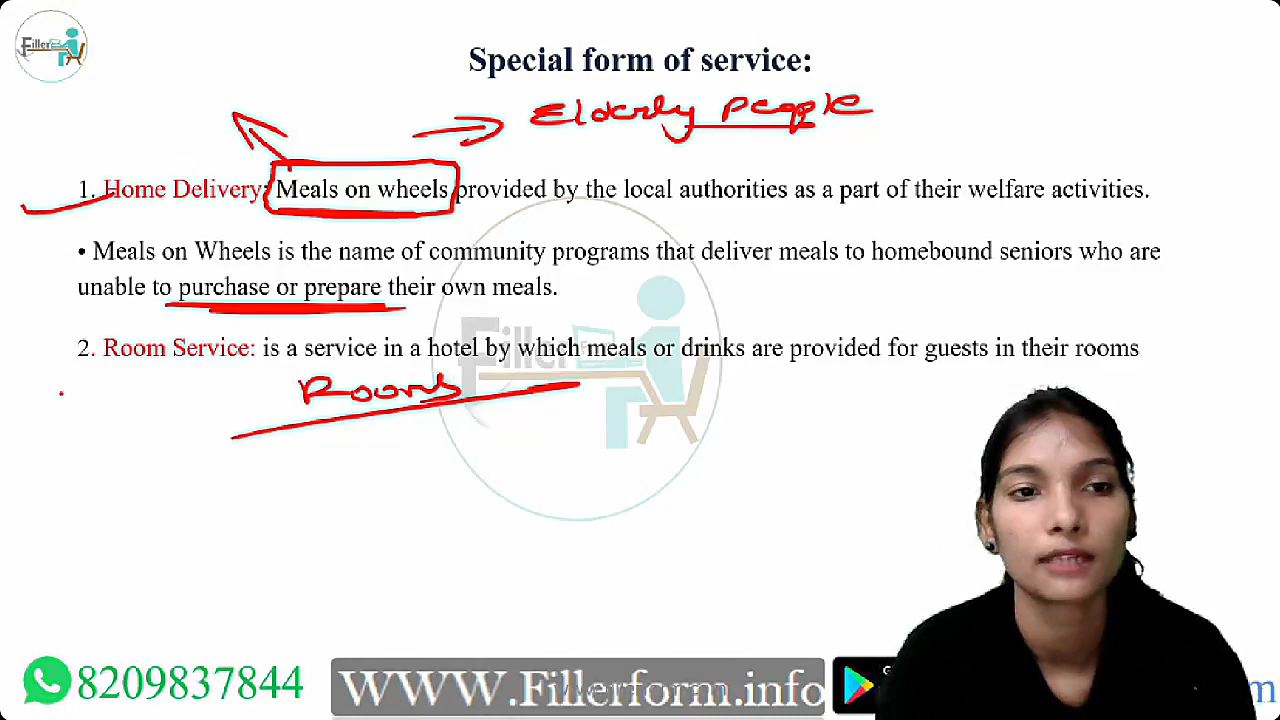 Filler
Special form of service:
Elderly People
1. Home Delivery: Meals on wheels provided by the local authorities as a part of their welfare activities.
• Meals on Wheels is the name of community programs that deliver meals to homebound seniors who are
unable to purchase or prepare their own meals.
2. Room Service: is a service in a hotel by which meals or drinks are provided for guests in their rooms
Rooms
Filler
8209837844
WWW.Fillerform.info